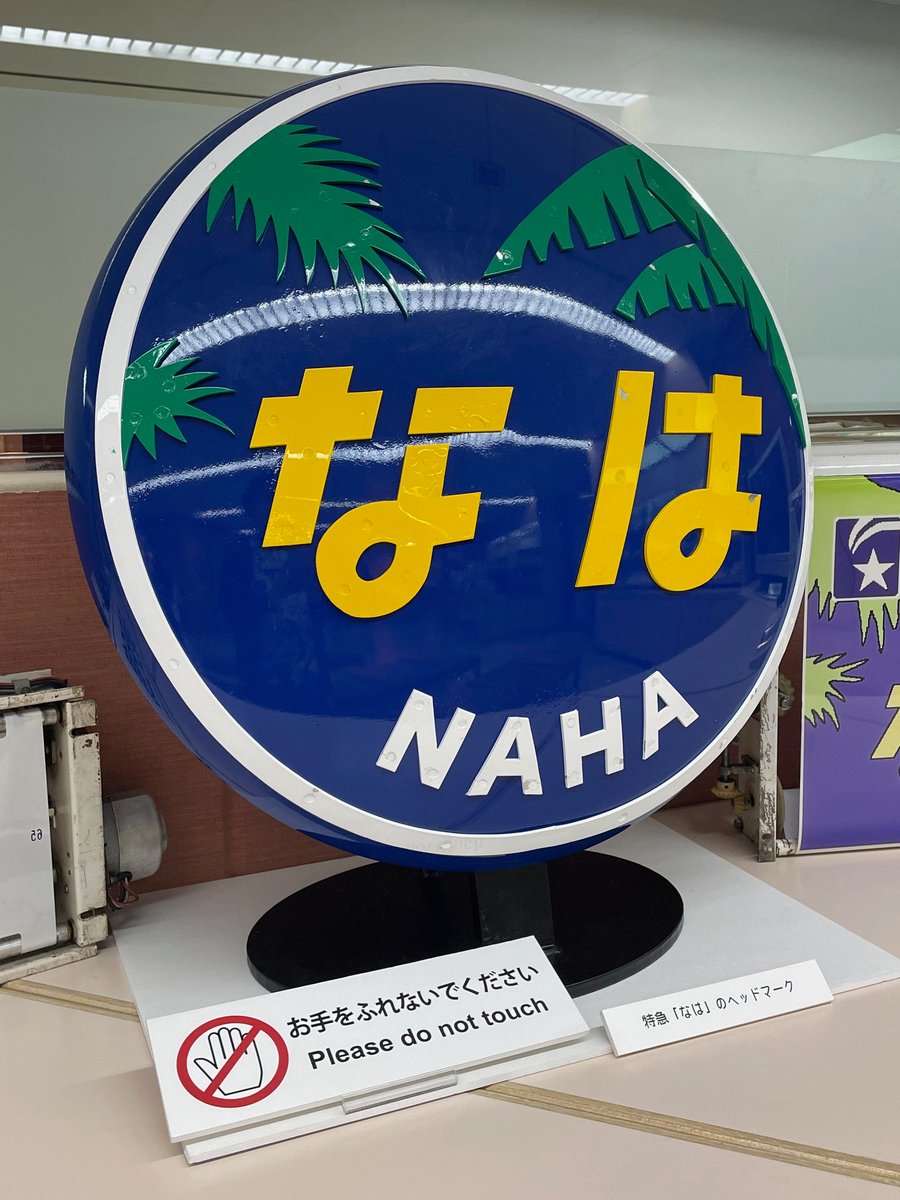 なは
NAHA
お手をふれないでください
Please do not touch
特急「なは」のヘッドマーク
65